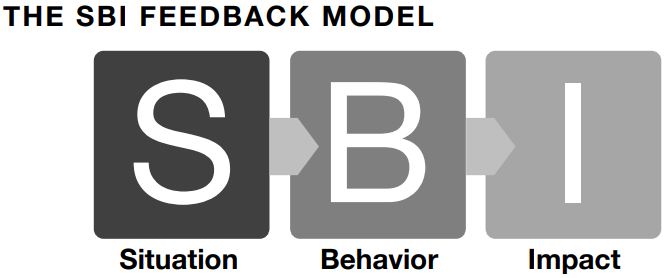 THE SBI FEEDBACK MODEL
S B I
Situation Behavior Impact